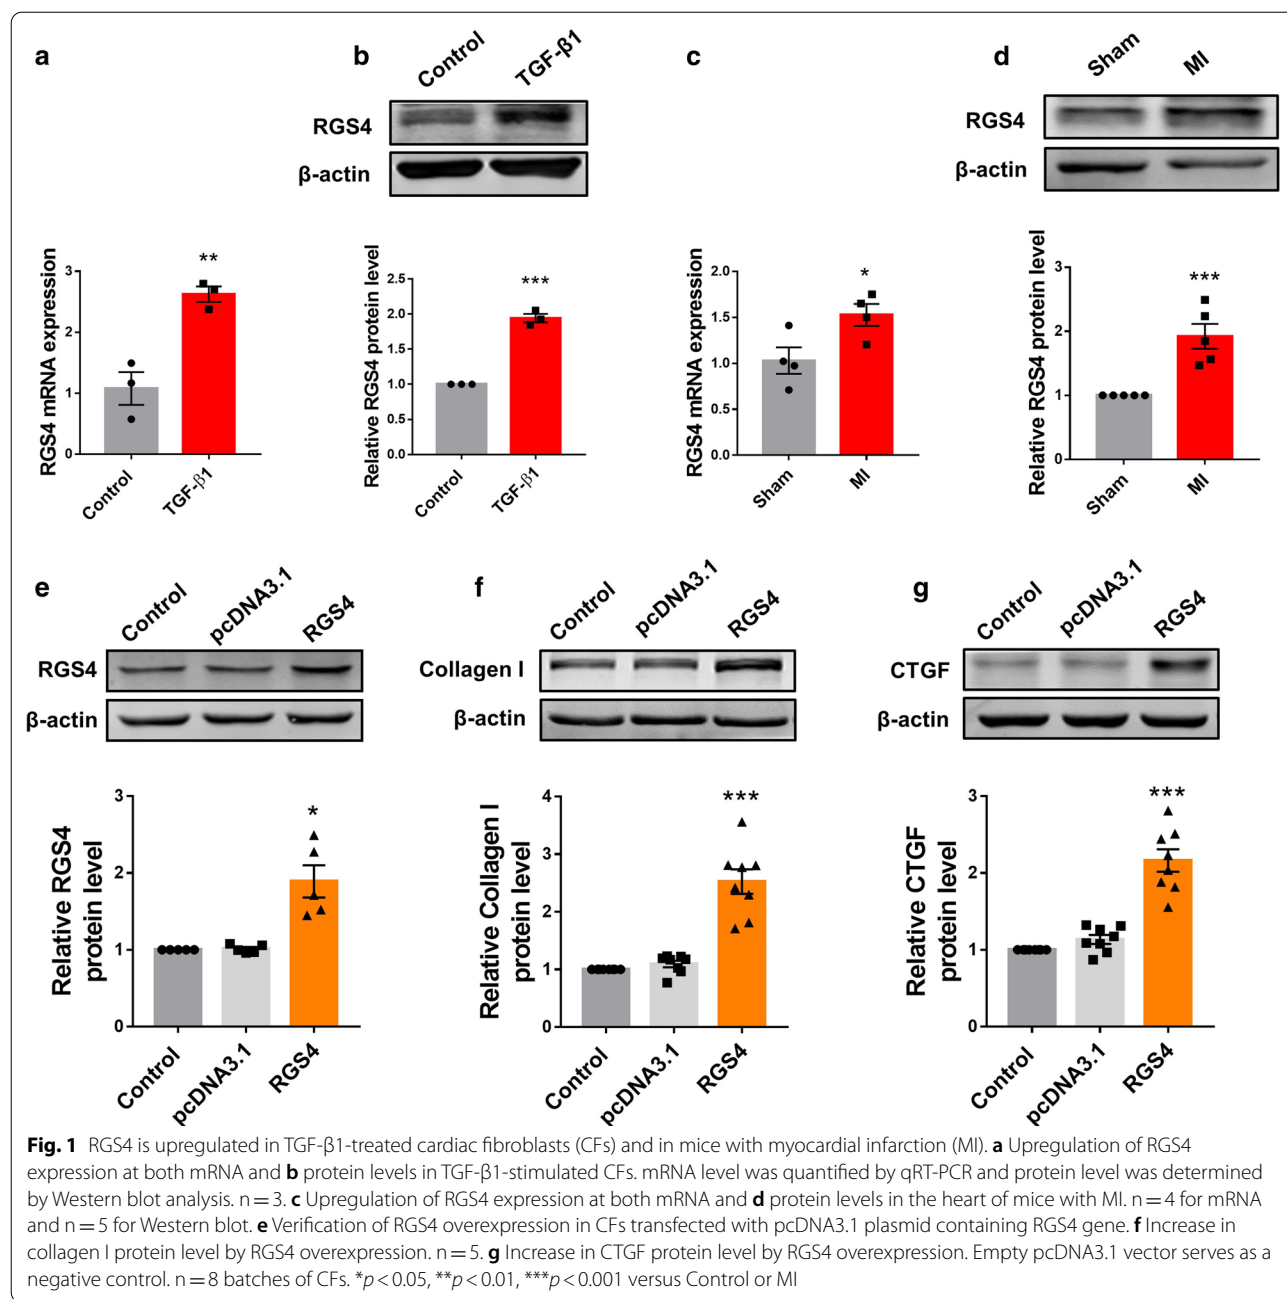 a
RGS4 mRNA expression
3
2
1
0
**
Control
TGF-β1
b
Control
TGF-β1
RGS4
β-actin
Relative RGS4 protein level
2.5
2.0
1.5
1.0
0.5
0.0
***
Control
TGF-β1
c
RGS4 mRNA expression
2.0
1.5
1.0
0.5
0.0
*
Sham
MI
d
Sham
MI
RGS4
β-actin
Relative RGS4 protein level
3
2
1
0
***
Sham
MI
e
Control
pcDNA3.1
RGS4
RGS4
β-actin
Relative RGS4
protein level
3
2
1
0
*
Control
pcDNA3.1
RGS4
f
Control
pcDNA3.1
RGS4
Collagen I
β-actin
Relative Collagen I
protein level
4
3
2
1
0
***
Control
pcDNA3.1
RGS4
g
Control
pcDNA3.1
RGS4
CTGF
β-actin
Relative CTGF
protein level
3
2
1
0
***
Control
pcDNA3.1
RGS4
Fig. 1 RGS4 is upregulated in TGF-β1-treated cardiac fibroblasts (CFs) and in mice with myocardial infarction (MI). a Upregulation of RGS4
expression at both mRNA and b protein levels in TGF-β1-stimulated CFs. mRNA level was quantified by qRT-PCR and protein level was determined
by Western blot analysis. n = 3. c Upregulation of RGS4 expression at both mRNA and d protein levels in the heart of mice with MI. n = 4 for mRNA
and n = 5 for Western blot. e Verification of RGS4 overexpression in CFs transfected with pcDNA3.1 plasmid containing RGS4 gene. f Increase in
collagen I protein level by RGS4 overexpression. n = 5. g Increase in CTGF protein level by RGS4 overexpression. Empty pcDNA3.1 vector serves as a
negative control. n = 8 batches of CFs. *p < 0.05, **p < 0.01, ***p < 0.001 versus Control or MI